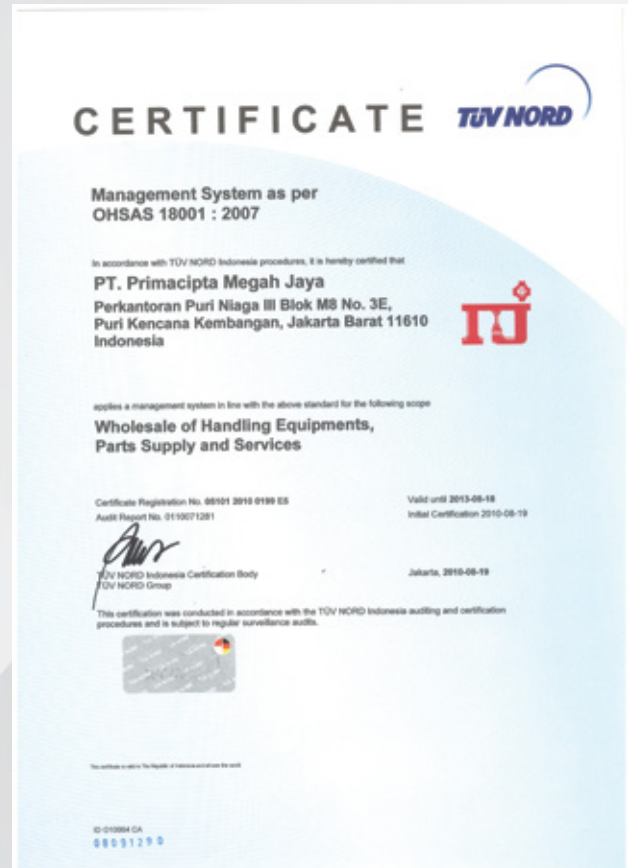 CERTIFICATE
TÜV NORD
Management System as per
OHSAS 18001 : 2007
In accordance with TÜV NORD Indonesia procedures, it is hereby certified that
PT. Primacipta Megah Jaya
Perkantoran Puri Niaga III Blok M8 No. 3E,
Puri Kencana Kembangan, Jakarta Barat 11610
Indonesia
applies a management system in line with the above standard for the following scope
Wholesale of Handling Equipments,
Parts Supply and Services
Certificate Registration No. 08101 2010 0199 E5
Audit Report No. 0110071281
Valid until 2013-08-18
Initial Certification 2010-08-19
TÜV NORD Indonesia Certification Body
TÜV NORD Group
Jakarta, 2010-08-19
This certification was conducted in accordance with the TÜV NORD Indonesia auditing and certification
procedures and is subject to regular surveillance audits.
08091290